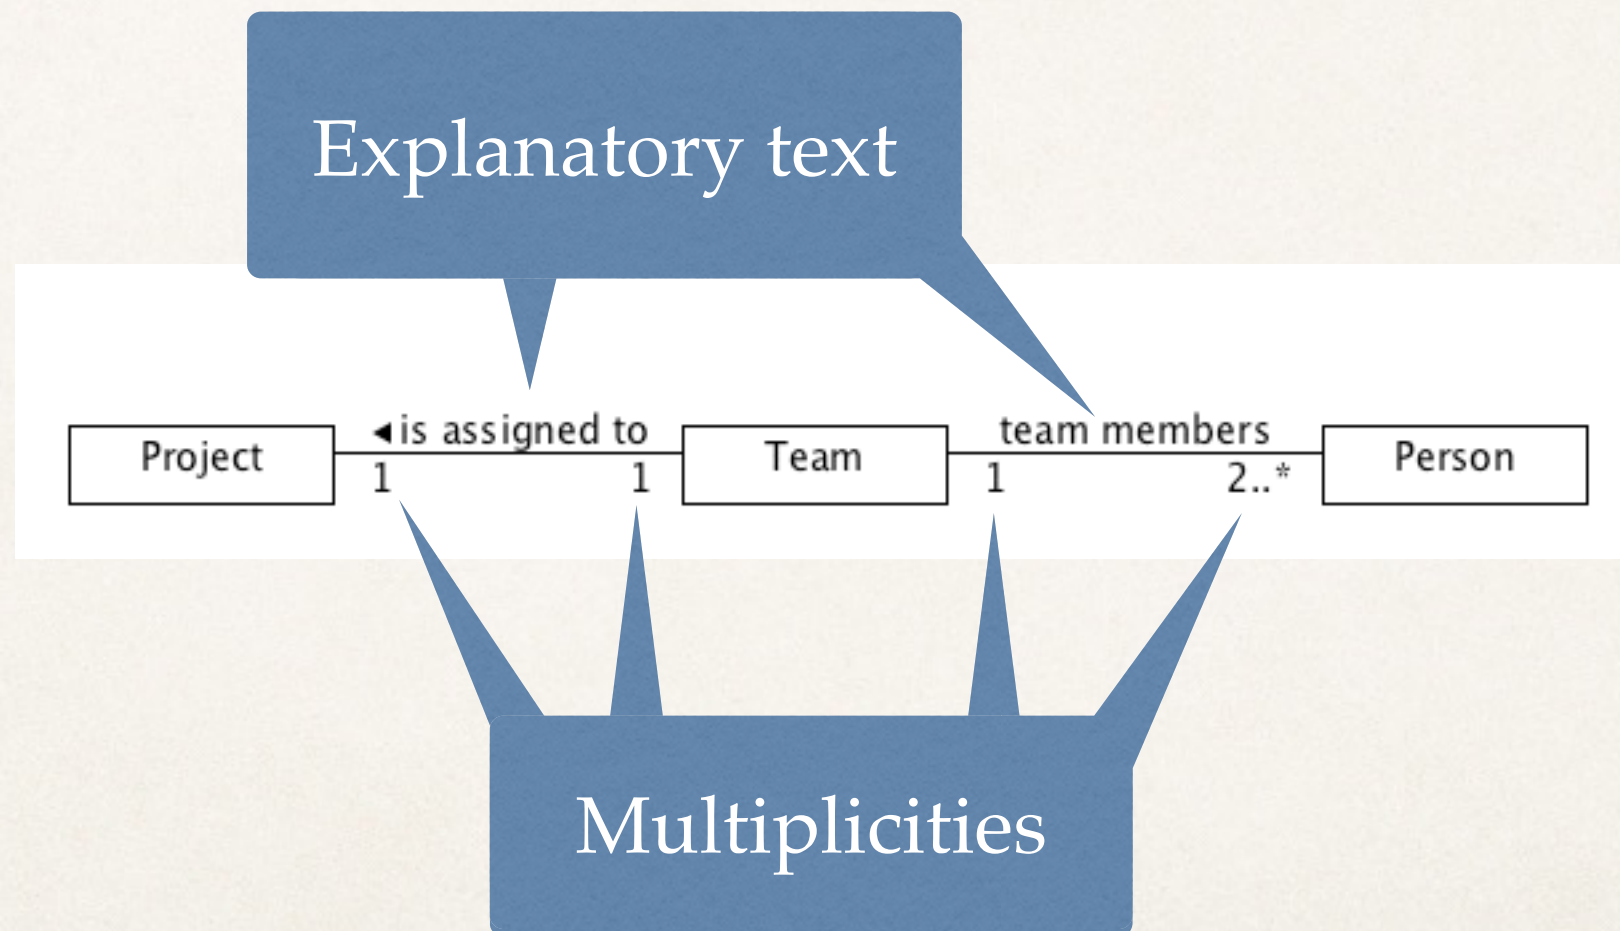 Explanatory text
◄ is assigned to
team members
Project
Team
Person
1
1
1
2..*
Multiplicities